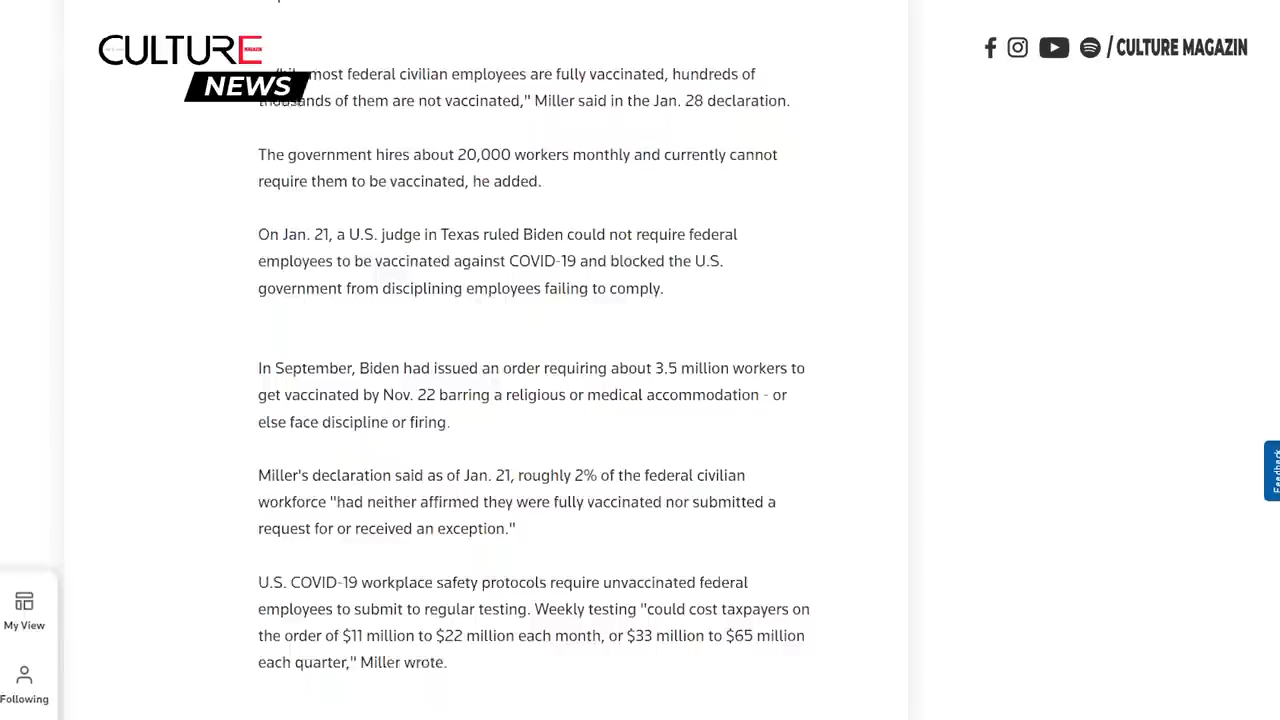 CULTURE
MAGAZIN
NEWS
f / CULTURE MAGAZIN
most federal civilian employees are fully vaccinated, hundreds of
thousands of them are not vaccinated," Miller said in the Jan. 28 declaration.
The government hires about 20,000 workers monthly and currently cannot
require them to be vaccinated, he added.
On Jan. 21, a U.S. judge in Texas ruled Biden could not require federal
employees to be vaccinated against COVID-19 and blocked the U.S.
government from disciplining employees failing to comply.
In September, Biden had issued an order requiring about 3.5 million workers to
get vaccinated by Nov. 22 barring a religious or medical accommodation - or
else face discipline or firing.
Miller's declaration said as of Jan. 21, roughly 2% of the federal civilian
workforce "had neither affirmed they were fully vaccinated nor submitted a
request for or received an exception."
U.S. COVID-19 workplace safety protocols require unvaccinated federal
employees to submit to regular testing. Weekly testing "could cost taxpayers on
the order of $11 million to $22 million each month, or $33 million to $65 million
each quarter," Miller wrote.
My View
Following
Feedback